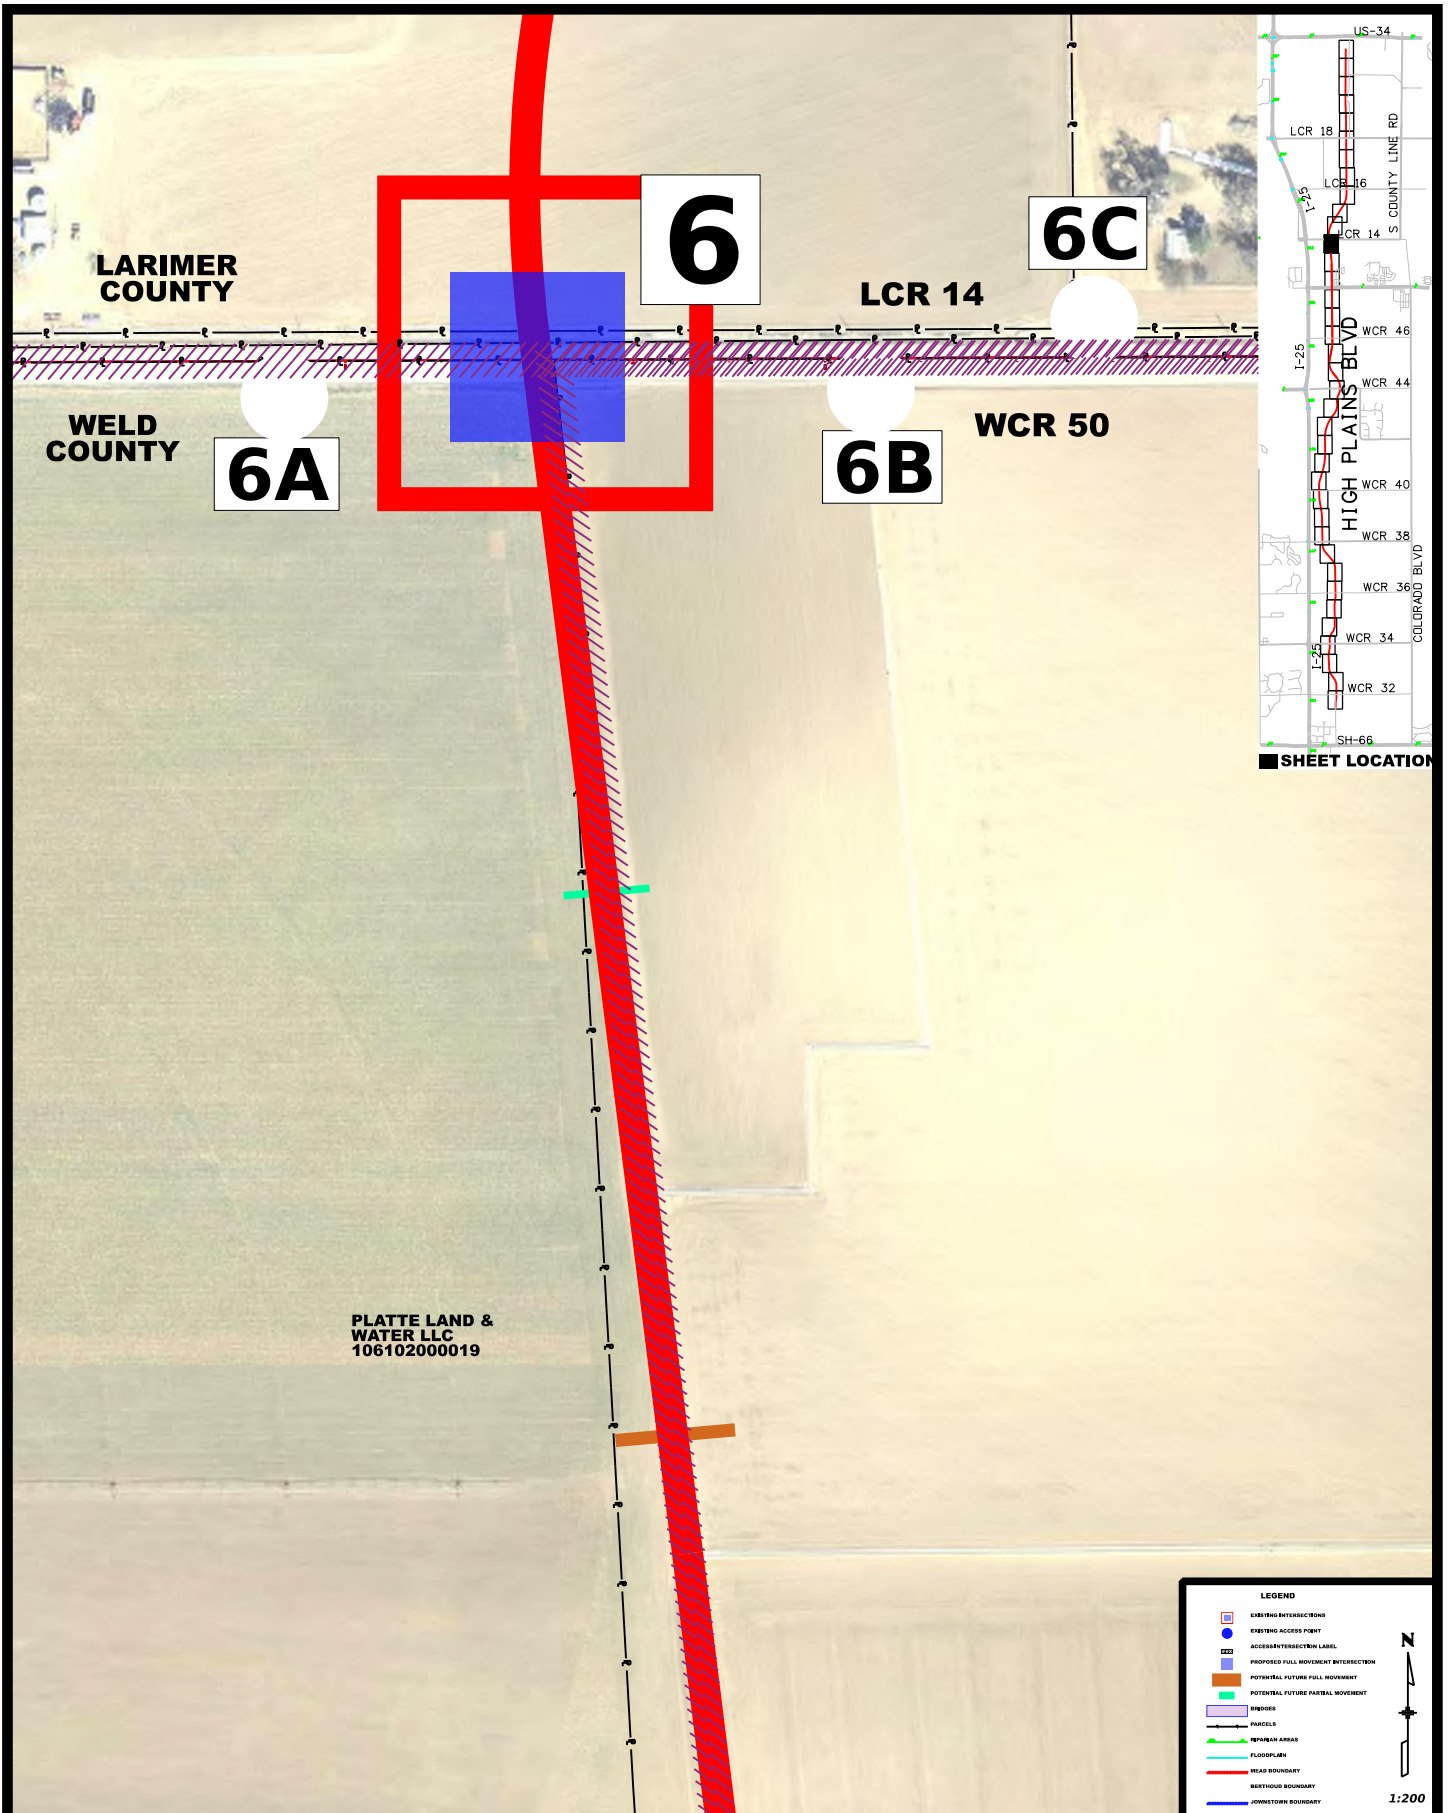 US-34
LCR 18
S COUNTY LINE RD
LCR 16
I-25
LCR 14
6
6C
LARIMER
COUNTY
LCR 14
WCR 46
I-25
HIGH PLAINS BLVD
WCR 44
WELD
COUNTY
WCR 50
6A
6B
WCR 40
WCR 38
COLORADO BLVD
WCR 36
WCR 34
I-25
WCR 32
SH-66
SHEET LOCATION
PLATTE LAND &
WATER LLC
106102000019
LEGEND
EXISTING INTERSECTIONS
EXISTING ACCESS POINT
ACCESS INTERSECTION LABEL
PROPOSED FULL MOVEMENT INTERSECTION
POTENTIAL FUTURE FULL MOVEMENT
POTENTIAL FUTURE PARTIAL MOVEMENT
BRIDGES
PARCELS
RIPARIAN AREAS
FLOODPLAIN
MEAD BOUNDARY
BERTHOUD BOUNDARY
JOHNSTOWN BOUNDARY
N
1:200